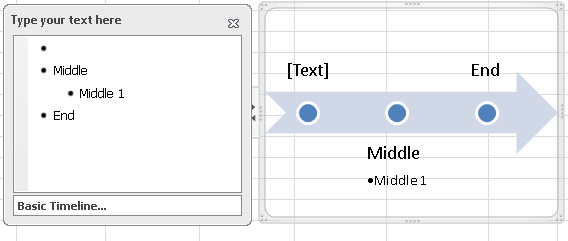 Type your text here
Middle
Middle 1
End
Basic Timeline...
[Text]
End
Middle
•Middle 1